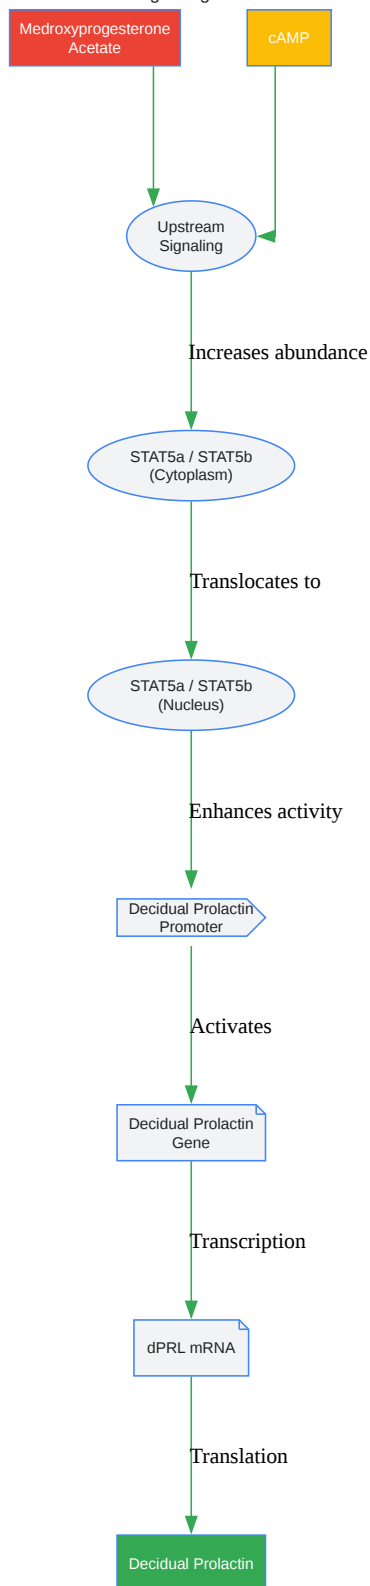 Medroxyprogesterone
Acetate
cAMP
Upstream
Signaling
Increases abundance
STAT5a / STAT5b
(Cytoplasm)
Translocates to
STAT5a / STAT5b
(Nucleus)
Enhances activity
Decidual Prolactin
Promoter
Activates
Decidual Prolactin
Gene
Transcription
dPRL mRNA
Translation
Decidual Prolactin